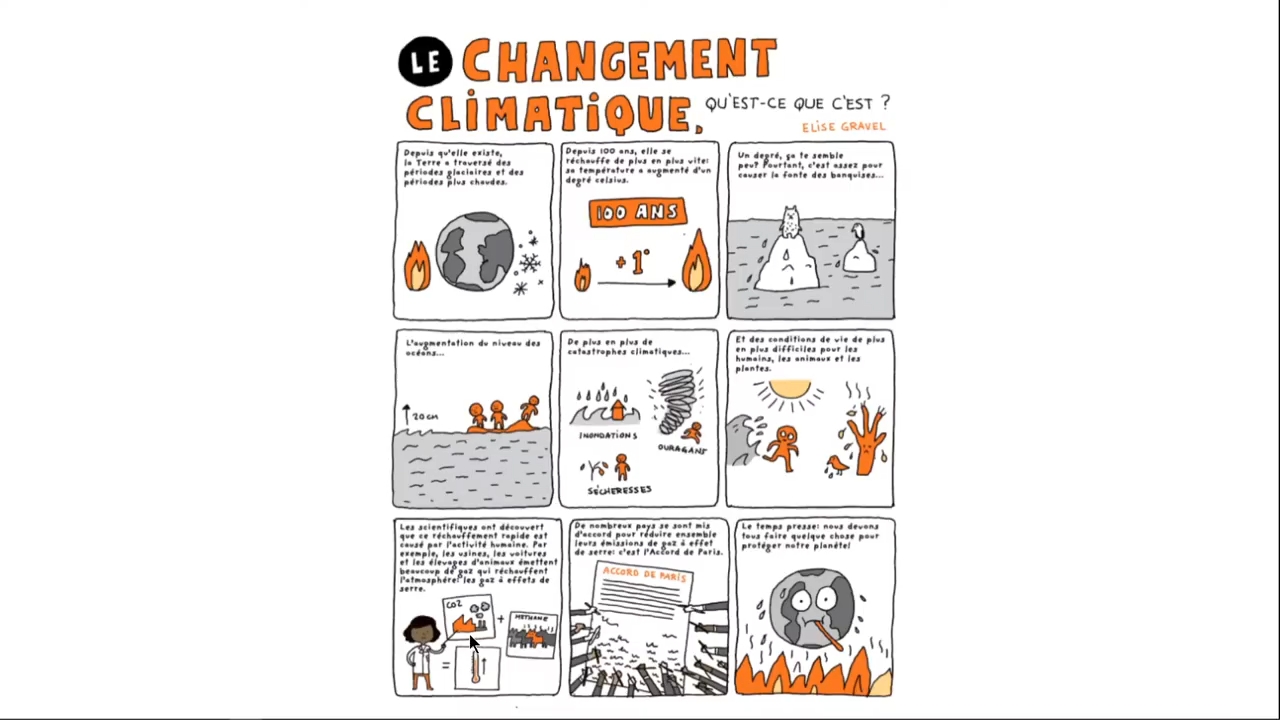 LE CHANGEMENT
CLIMATIQUE.
QU'EST-CE QUE C'EST ?
ELISE GRAVEL
Depuis qu'elle existe,
la Terre a traversé des
périodes glaciaires et des
périodes plus chaudes.
Depuis 100 ans, elle se
réchauffe de plus en plus vite:
sa température a augmenté d'un
degré celsius.
100 ANS
+1°
Un degré, ça te semble
peu? Pourtant, c'est assez pour
causer la fonte des banquises...
L'augmentation du niveau des
océans...
20 cm
De plus en plus de
catastrophes climatiques...
INONDATIONS
OURAGANS
SÉCHERESSES
Et des conditions de vie de plus
en plus difficiles pour les
humains, les animaux et les
plantes.
Les scientifiques ont découvert
que ce réchauffement rapide est
causé par l'activité humaine. Par
exemple, les usines, les voitures
et les élevages d'animaux émettent
beaucoup de gaz qui réchauffent
l'atmosphère: les gaz à effets de
serre.
CO2
+
METHANE
=
De nombreux pays se sont mis
d'accord pour réduire ensemble
leurs émissions de gaz à effet
de serre: c'est l'Accord de Paris.
ACCORD DE PARIS
Le temps presse: nous devons
tous faire quelque chose pour
protéger notre planète!